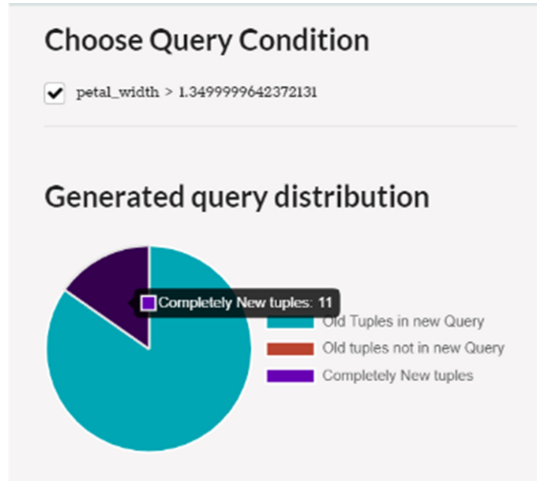 Choose Query Condition
petal_width > 1.3499999642372131
Generated query distribution
Completely New tuples: 11
Old Tuples in new Query
Old tuples not in new Query
Completely New tuples